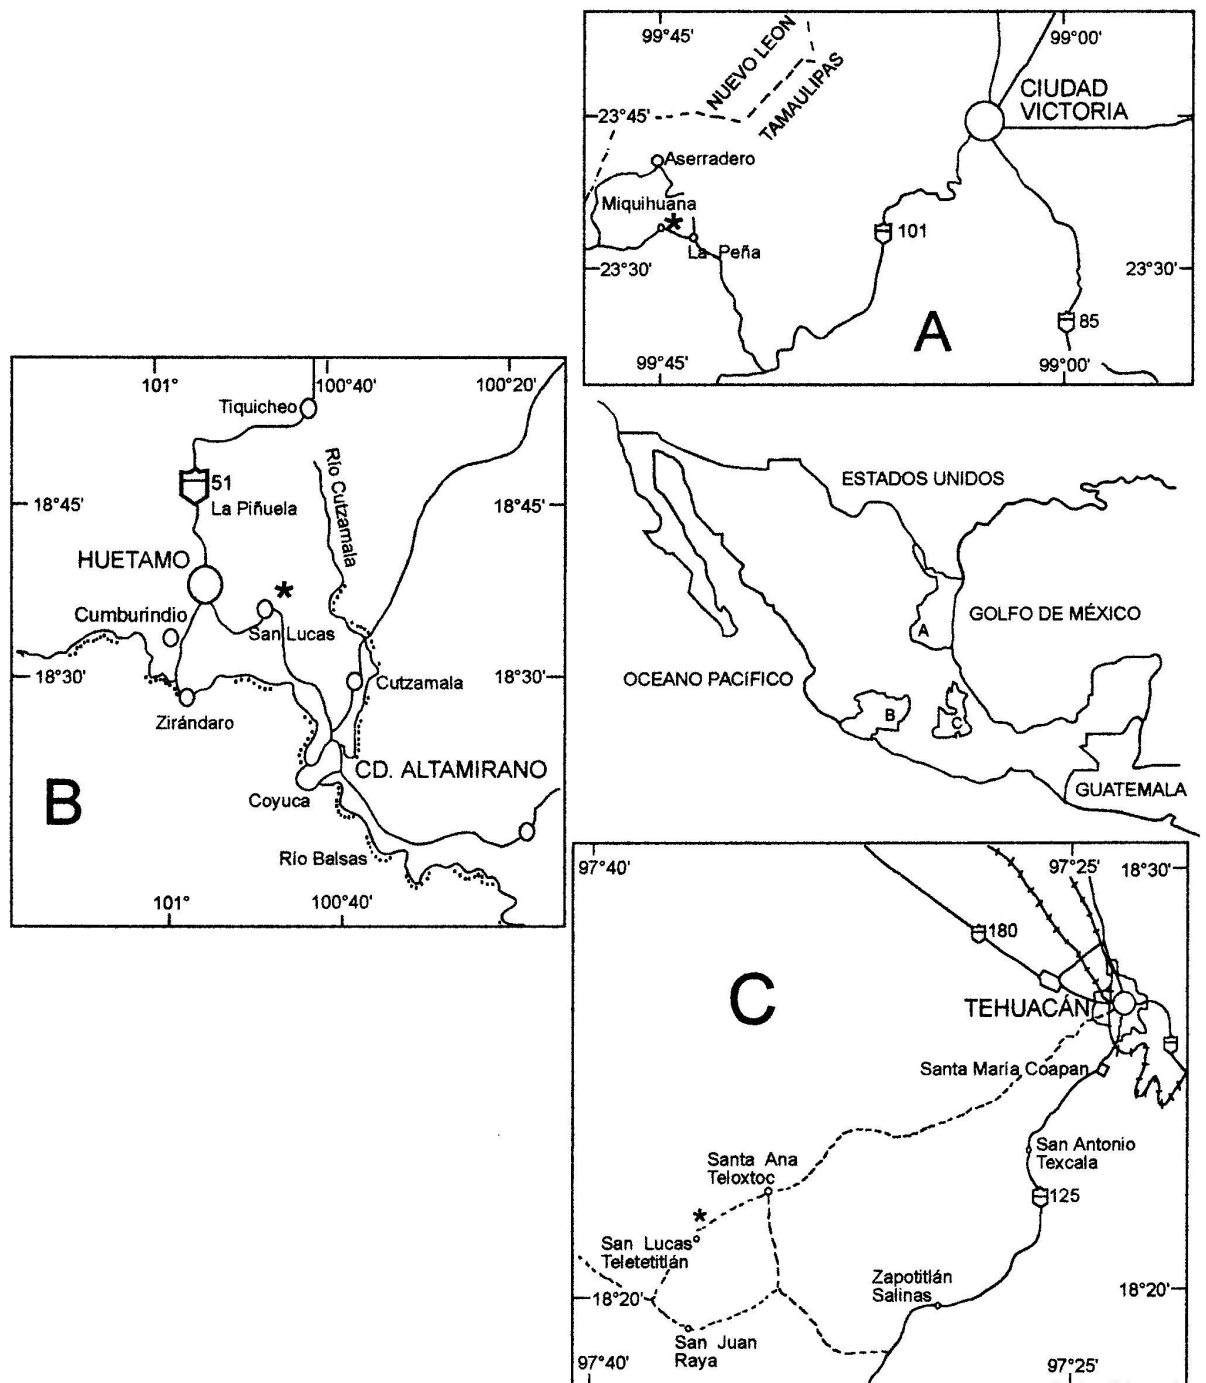 99°45'
99°00'
NUEVO LEON
TAMAULIPAS
CIUDAD
VICTORIA
23°45'
Aserradero
Miquihuana
*
La Peña
101
23°30'
23°30'
85
A
99°45'
99°00'
101°
100°40'
100°20'
Tiquicheo
51
Río Cutzamala
18°45'
La Piñuela
18°45'
HUETAMO
*
Cumburindio
San Lucas
18°30'
Cutzamala
18°30'
Zirándaro
CD. ALTAMIRANO
B
Coyuca
Río Balsas
101°
100°40'
ESTADOS UNIDOS
GOLFO DE MÉXICO
A
OCEANO PACIFICO
B
C
GUATEMALA
97°40'
97°25'
18°30'
180
C
TEHUACÁN
Santa María Coapan
San Antonio
Texcala
Santa Ana
Teloxtoc
125
*
San Lucas
Teletetitlán
Zapotitlán
Salinas
18°20'
18°20'
San Juan
Raya
97°40'
97°25'